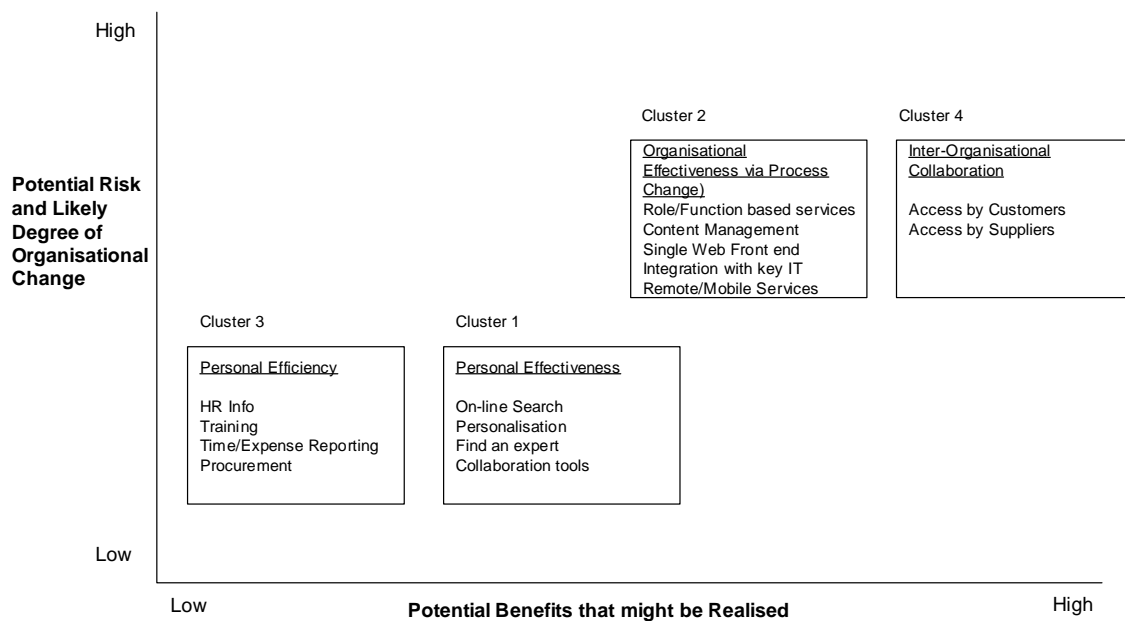 High
Cluster 2
Cluster 4
Organisational
Effectiveness via Process
Change)
Role/Function based services
Content Management
Single Web Front end
Integration with key IT
Remote/Mobile Services
Inter-Organisational
Collaboration
Access by Customers
Access by Suppliers
Potential Risk
and Likely
Degree of
Organisational
Change
Cluster 3
Cluster 1
Personal Efficiency
HR Info
Training
Time/Expense Reporting
Procurement
Personal Effectiveness
On-line Search
Personalisation
Find an expert
Collaboration tools
Low
Low
Potential Benefits that might be Realised
High